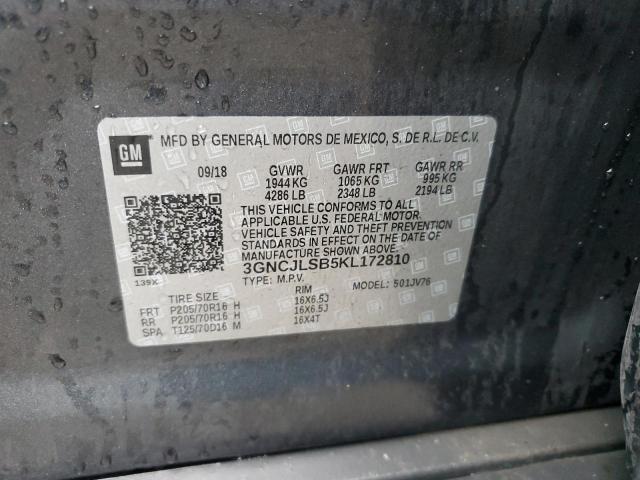 GM MFD BY GENERAL MOTORS DE MEXICO, S. DE R.L. DE C.V.
09/18 GVWR GAWR FRT GAWR RR
1944 KG 1065 KG 995 KG
4286 LB 2348 LB 2194 LB
THIS VEHICLE CONFORMS TO ALL
APPLICABLE U.S. FEDERAL MOTOR
VEHICLE SAFETY AND THEFT PREVENTION
STANDARDS IN EFFECT ON THE DATE OF
MANUFACTURE SHOWN ABOVE.
3GNCJLSB5KL172810
139X TYPE: M.P.V. MODEL: 501JV76
TIRE SIZE RIM
FRT P205/70R16 H 16X6.5J
RR P205/70R16 H 16X6.5J
SPA T125/70D16 M 16X4T